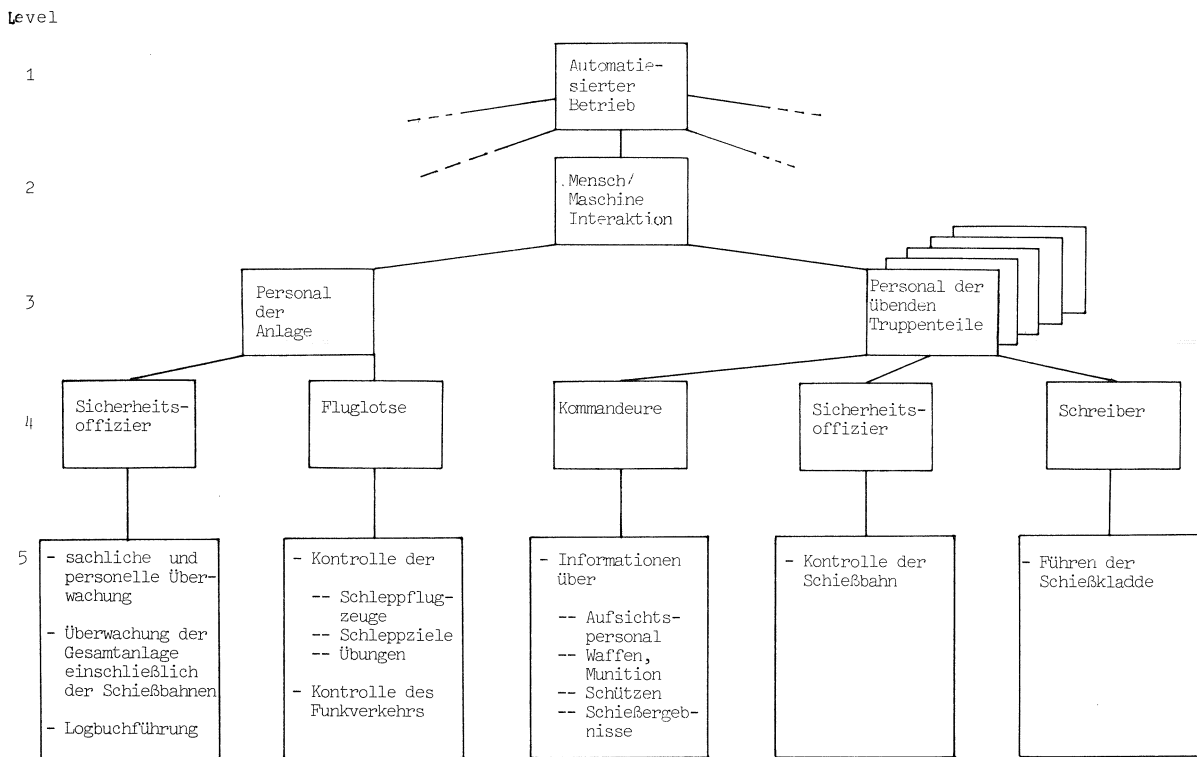 Level
1
Automatie-
sierter
Betrieb
2
Mensch/
Maschine
Interaktion
3
Personal
der
Anlage
Personal der
übenden
Truppenteile
4
Sicherheits-
offizier
Fluglotse
Kommandeure
Sicherheits-
offizier
Schreiber
5
- sachliche und
personelle Über-
wachung
- Überwachung der
Gesamtanlage
einschließlich
der Schießbahnen
- Logbuchführung
- Kontrolle der
-- Schleppflug-
zeuge
-- Schleppziele
-- Übungen
- Kontrolle des
Funkverkehrs
- Informationen
über
-- Aufsichts-
personal
-- Waffen,
Munition
-- Schützen
-- Schießergeb-
nisse
- Kontrolle der
Schießbahn
- Führen der
Schießkladde